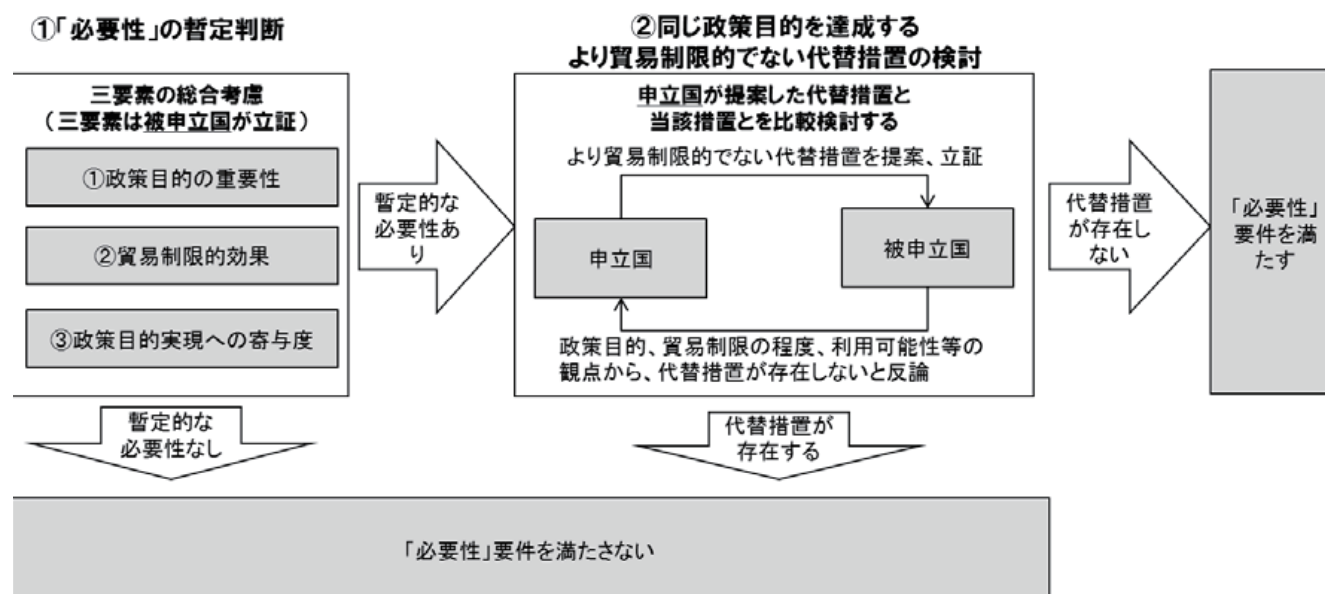 ①「必要性」の暫定判断
三要素の総合考慮
（三要素は被申立国が立証）
①政策目的の重要性
②貿易制限的効果
③政策目的実現への寄与度
暫定的な
必要性あ
り
暫定的な
必要性なし
②同じ政策目的を達成する
より貿易制限的でない代替措置の検討
申立国が提案した代替措置と
当該措置とを比較検討する
より貿易制限的でない代替措置を提案、立証
申立国
被申立国
政策目的、貿易制限の程度、利用可能性等の
観点から、代替措置が存在しないと反論
代替措置が
存在する
代替措置
が存在し
ない
「必要性」
要件を満
たす
「必要性」要件を満たさない